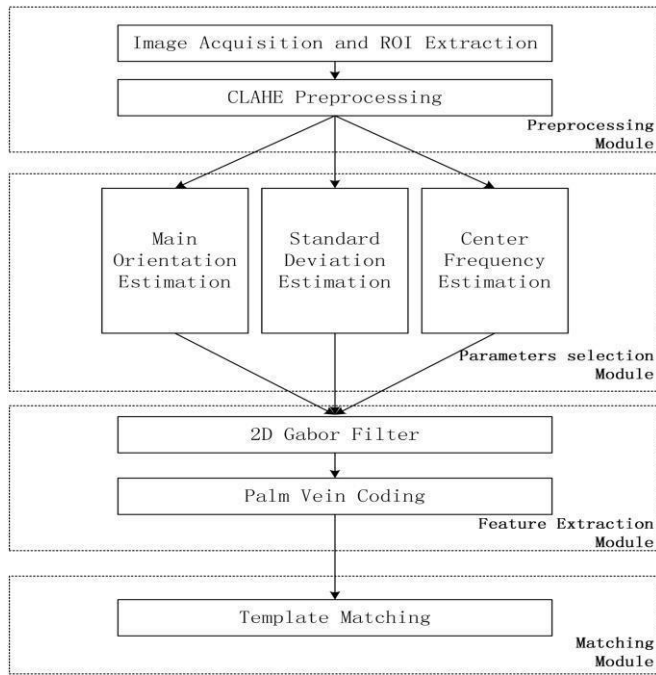 Image Acquisition and ROI Extraction
CLAHE Preprocessing
Preprocessing
Module
Main
Orientation
Estimation
Standard
Deviation
Estimation
Center
Frequency
Estimation
Parameters selection
Module
2D Gabor Filter
Palm Vein Coding
Feature Extraction
Module
Template Matching
Matching
Module